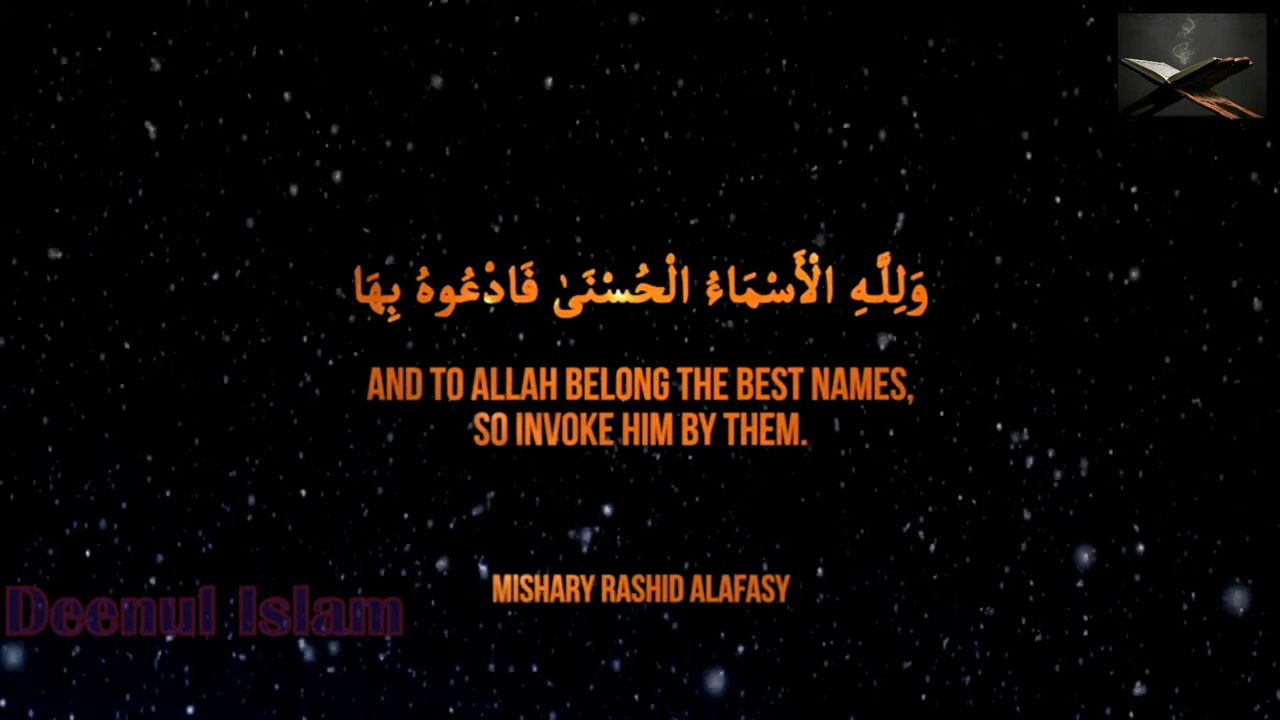 وَلِلَّهِ الْأَسْمَاءُ الْحُسْنَىٰ فَادْعُوهُ بِهَا
AND TO ALLAH BELONG THE BEST NAMES,
SO INVOKE HIM BY THEM.
MISHARY RASHID ALAFASY
Deenul Islam